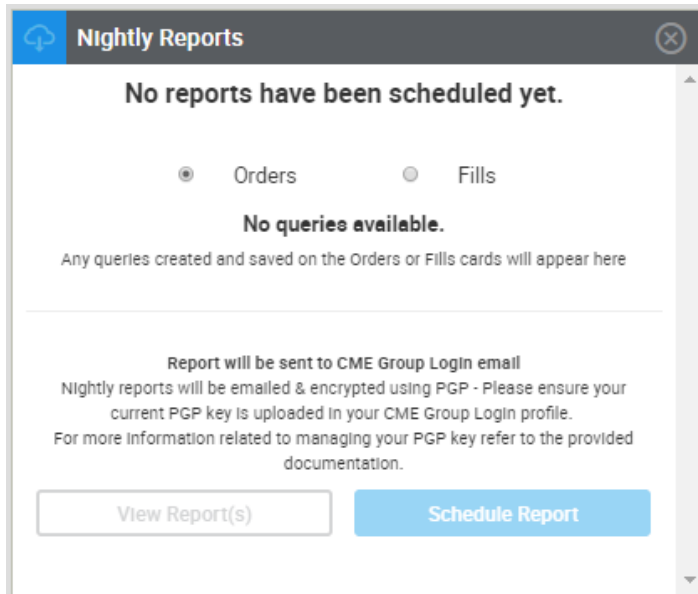 Nightly Reports
No reports have been scheduled yet.
Orders Fills
No queries available.
Any queries created and saved on the Orders or Fills cards will appear here
Report will be sent to CME Group Login email
Nightly reports will be emailed & encrypted using PGP - Please ensure your
current PGP key is uploaded in your CME Group Login profile.
For more information related to managing your PGP key refer to the provided
documentation.
View Report(s) Schedule Report